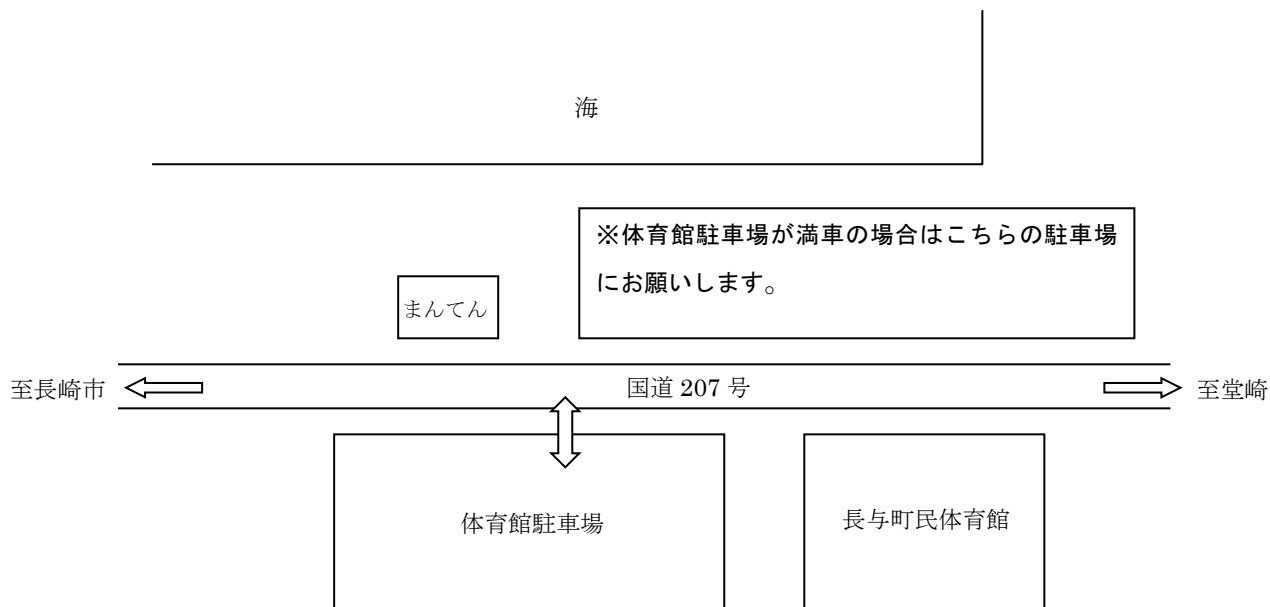 海
※体育館駐車場が満車の場合はこちらの駐車場
にお願いします。
まんてん
至長崎市
国道 207 号
至堂崎
体育館駐車場
長与町民体育館